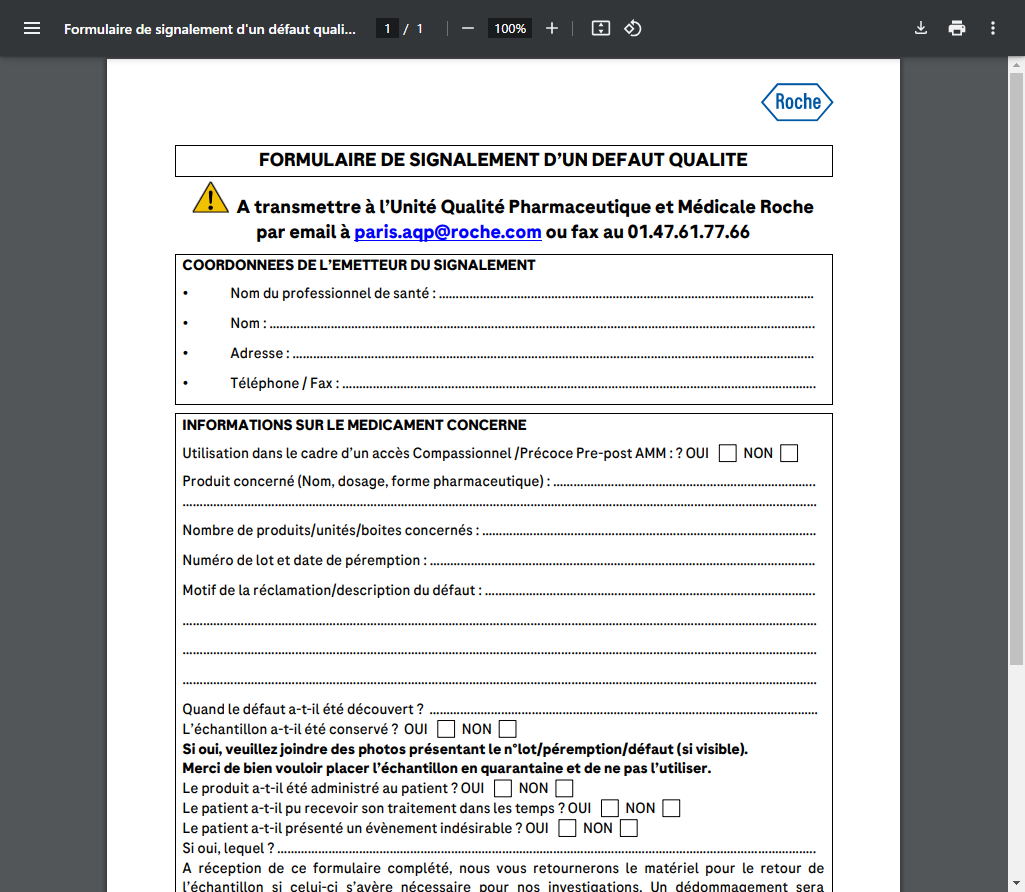 Formulaire de signalement d'un défaut quali...
1 / 1
100%
Roche
FORMULAIRE DE SIGNALEMENT D’UN DEFAUT QUALITE
A transmettre à l’Unité Qualité Pharmaceutique et Médicale Roche
par email à paris.aqp@roche.com ou fax au 01.47.61.77.66
COORDONNEES DE L’EMETTEUR DU SIGNALEMENT
• Nom du professionnel de santé : ........................................................
• Nom : ........................................................
• Adresse : ........................................................
• Téléphone / Fax : ........................................................
INFORMATIONS SUR LE MEDICAMENT CONCERNE
Utilisation dans le cadre d’un accès Compassionnel /Précoce Pre-post AMM : ? OUI ☐ NON ☐
Produit concerné (Nom, dosage, forme pharmaceutique) : ........................................................
........................................................
Nombre de produits/unités/boites concernés : ........................................................
Numéro de lot et date de péremption : ........................................................
Motif de la réclamation/description du défaut : ........................................................
........................................................
........................................................
........................................................
Quand le défaut a-t-il été découvert ? ........................................................
L’échantillon a-t-il été conservé ? OUI ☐ NON ☐
Si oui, veuillez joindre des photos présentant le n°lot/péremption/défaut (si visible).
Merci de bien vouloir placer l’échantillon en quarantaine et de ne pas l’utiliser.
Le produit a-t-il été administré au patient ? OUI ☐ NON ☐
Le patient a-t-il pu recevoir son traitement dans les temps ? OUI ☐ NON ☐
Le patient a-t-il présenté un évènement indésirable ? OUI ☐ NON ☐
Si oui, lequel ? ........................................................
A réception de ce formulaire complété, nous vous retournerons le matériel pour le retour de
l’échantillon si celui-ci s’avère nécessaire pour nos investigations. Un dédommagement sera